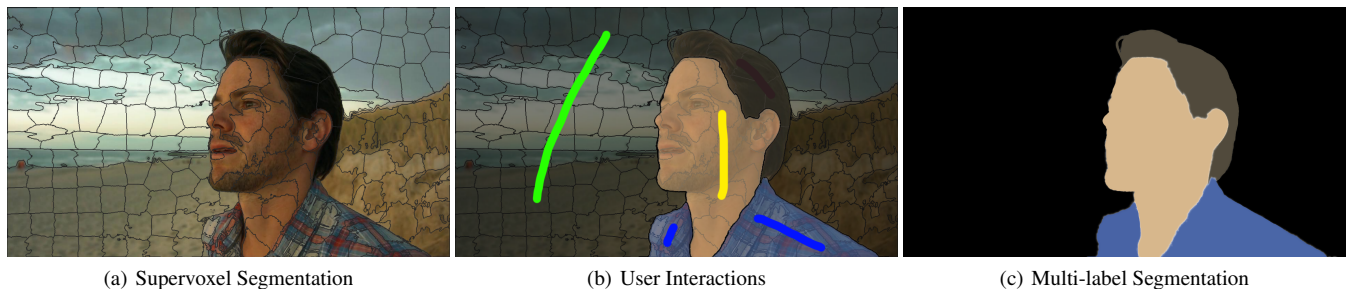 (a) Supervoxel Segmentation
(b) User Interactions
(c) Multi-label Segmentation